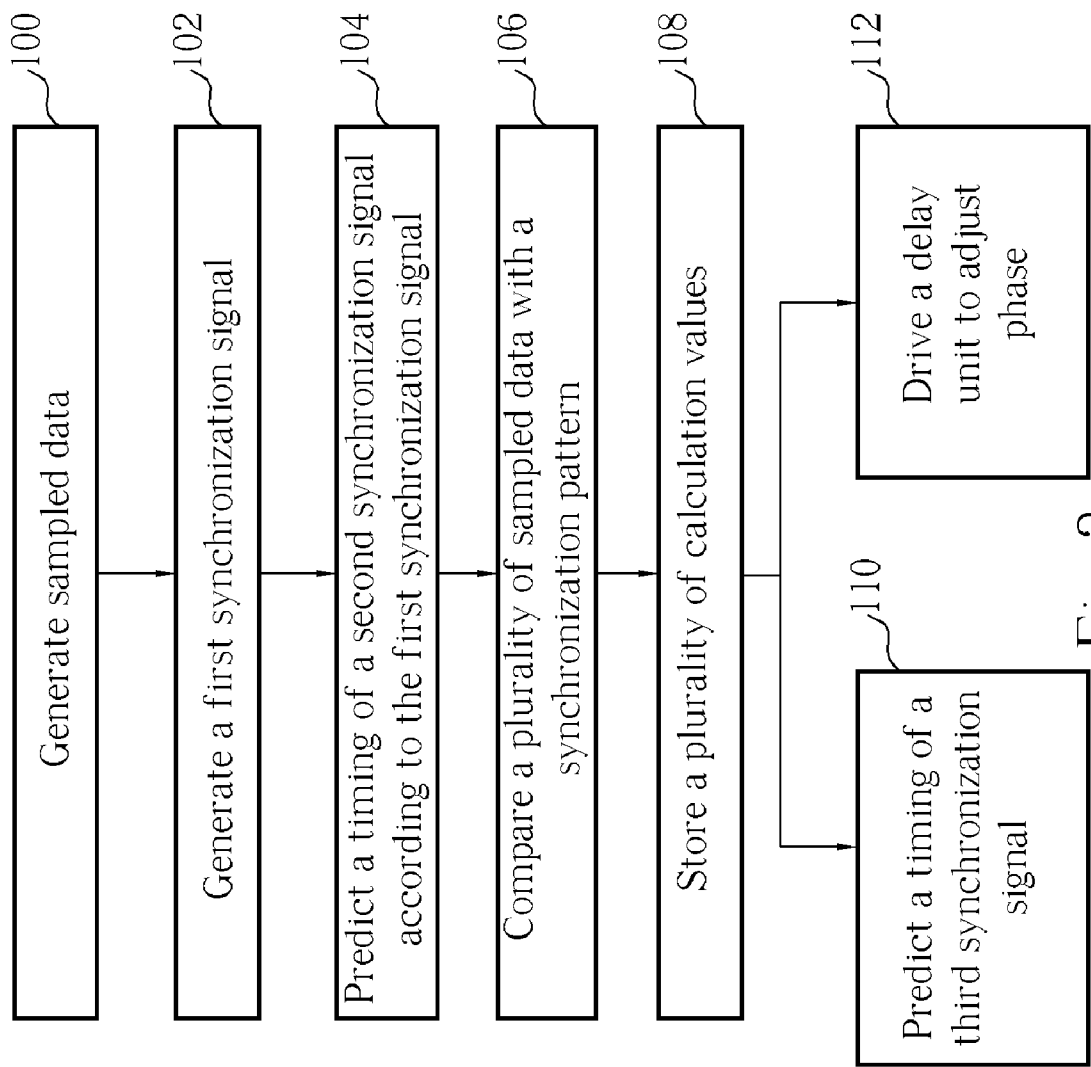 100
Generate sampled data
102
Generate a first synchronization signal
104
Predict a timing of a second synchronization signal
according to the first synchronization signal
106
Compare a plurality of sampled data with a
synchronization pattern
108
Store a plurality of calculation values
110
Predict a timing of a
third synchronization
signal
112
Drive a delay
unit to adjust
phase